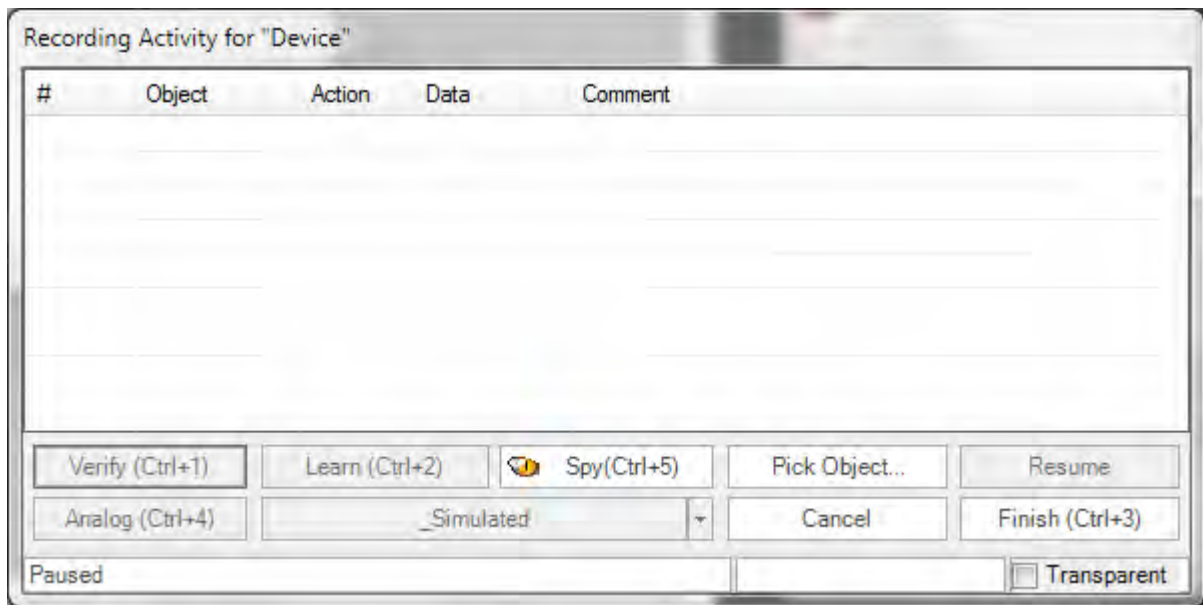 Recording Activity for "Device"
# Object Action Data Comment
Verify (Ctrl+1) Learn (Ctrl+2) Spy(Ctrl+5) Pick Object... Resume
Analog (Ctrl+4) _Simulated Cancel Finish (Ctrl+3)
Paused Transparent